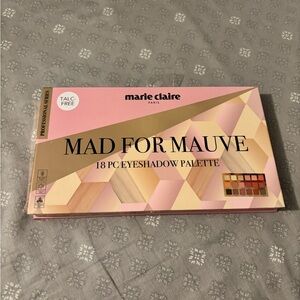 PROFESSIONAL SERIES
TALC-
FREE
marie claire
PARIS
MAD FOR MAUVE
18 PC EYESHADOW PALETTE